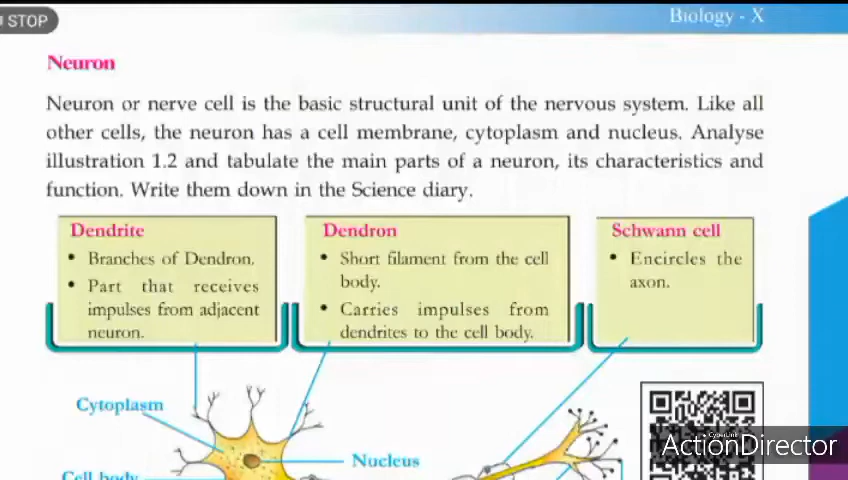 STOP
Biology - X
Neuron
Neuron or nerve cell is the basic structural unit of the nervous system. Like all
other cells, the neuron has a cell membrane, cytoplasm and nucleus. Analyse
illustration 1.2 and tabulate the main parts of a neuron, its characteristics and
function. Write them down in the Science diary.
Dendrite
• Branches of Dendron.
• Part that receives
impulses from adjacent
neuron.
Dendron
• Short filament from the cell
body.
• Carries impulses from
dendrites to the cell body.
Schwann cell
• Encircles the
axon.
Cytoplasm
Nucleus
Cell body
CyberLink
ActionDirector